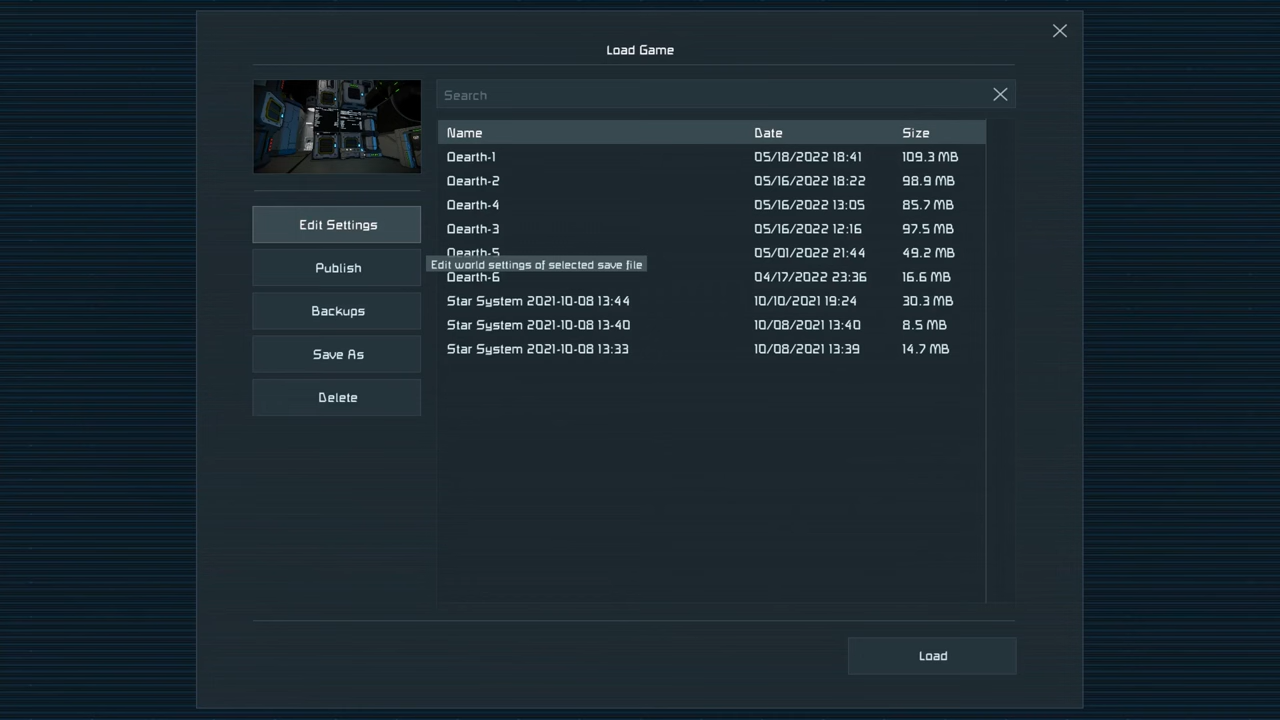 Load Game
Search
Name Date Size
Dearth-1 05/18/2022 18:41 109.3 MB
Dearth-2 05/16/2022 18:22 98.9 MB
Dearth-4 05/16/2022 13:05 85.7 MB
Dearth-3 05/16/2022 12:16 97.5 MB
Dearth-5 05/01/2022 21:44 49.2 MB
Dearth-6 04/17/2022 23:36 16.6 MB
Star System 2021-10-08 13:44 10/10/2021 19:24 30.3 MB
Star System 2021-10-08 13-40 10/08/2021 13:40 8.5 MB
Star System 2021-10-08 13:33 10/08/2021 13:39 14.7 MB
Edit Settings
Edit world settings of selected save file
Publish
Backups
Save As
Delete
Load